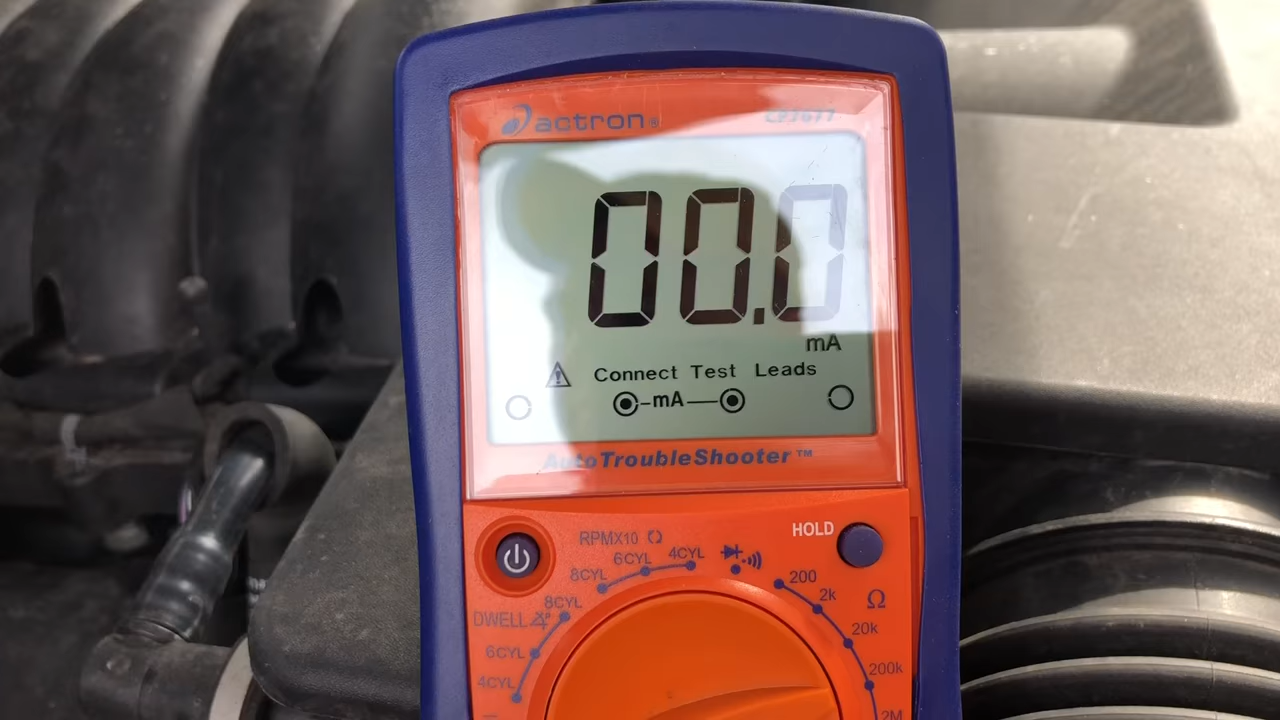 actron®
CP7677
00.0
mA
Connect Test Leads
mA
AutoTroubleShooter™
HOLD
RPMX10
8CYL 6CYL 4CYL
DWELL
8CYL
6CYL
4CYL
200
2k
Ω
20k
200k
2M